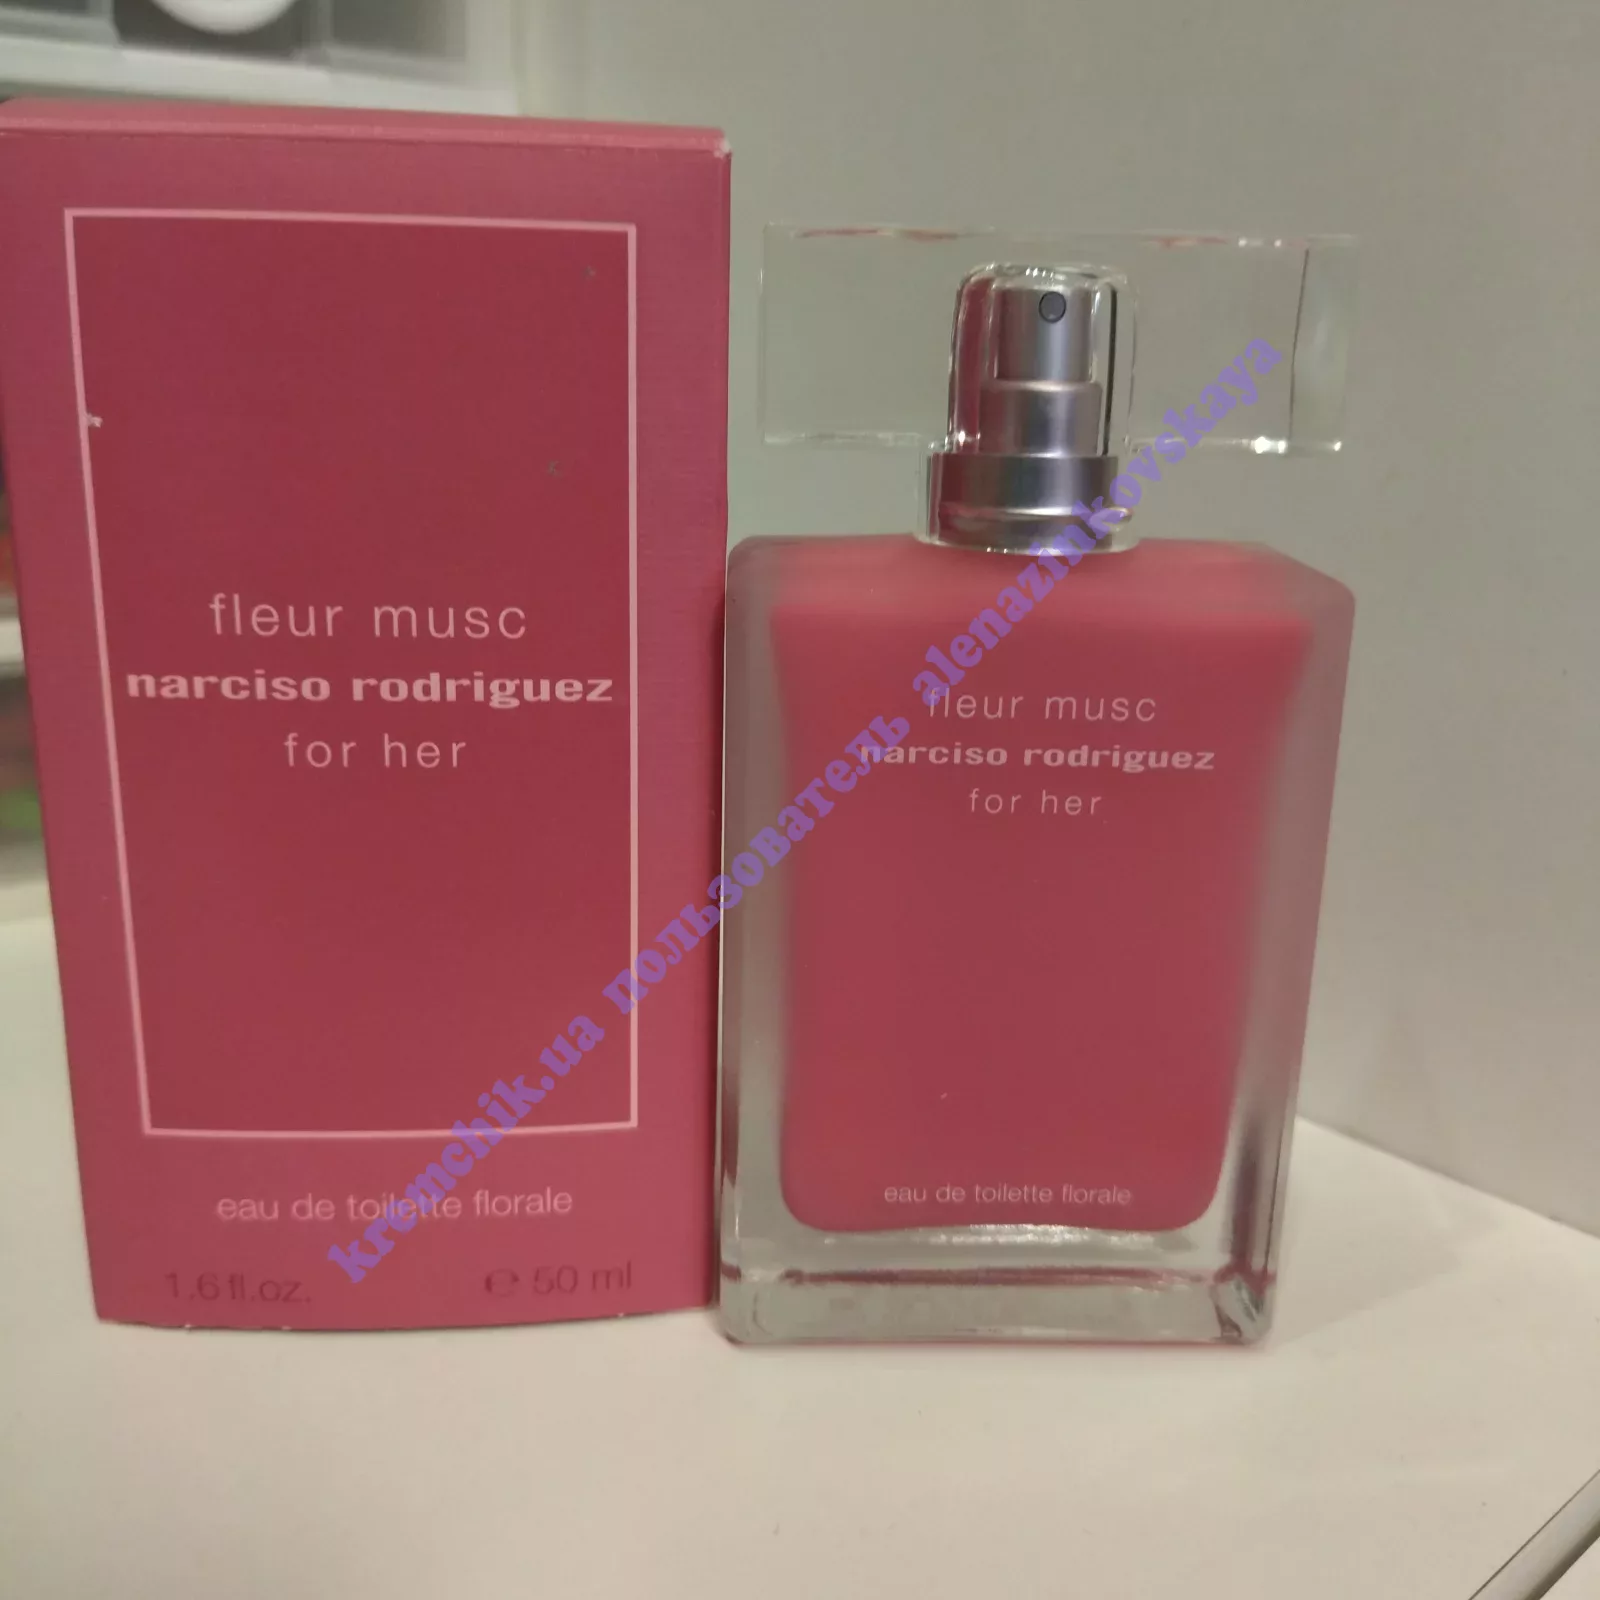 fleur musc
narciso rodriguez
for her
eau de toilette florale
1.6 fl.oz. ℮ 50 ml
fleur musc
narciso rodriguez
for her
eau de toilette florale
kremchik.ua пользователь alenazinkovskaya